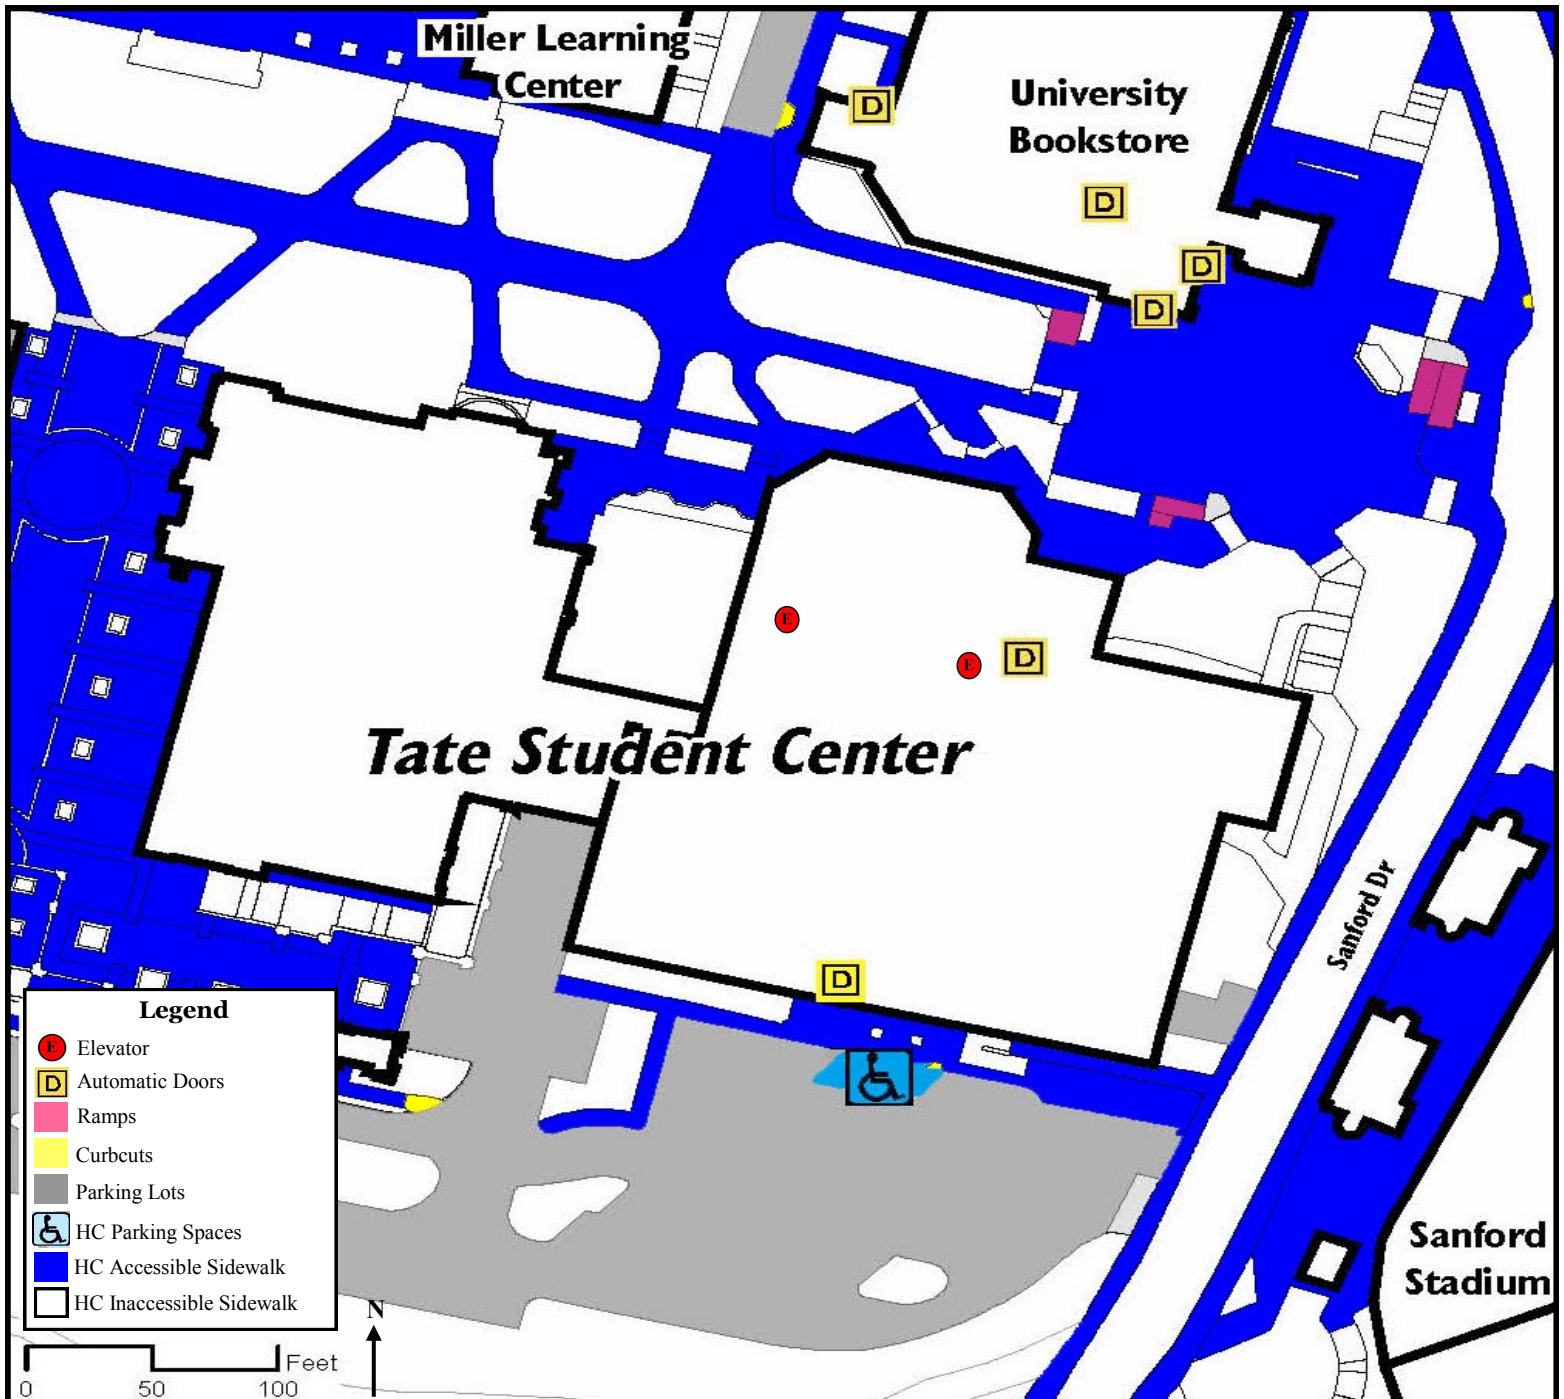 Miller Learning
Center
University
Bookstore
D
D
D
D
E
E
D
Tate Student Center
D
Sanford Dr
Sanford
Stadium
Legend
E Elevator
D Automatic Doors
Ramps
Curbcuts
Parking Lots
HC Parking Spaces
HC Accessible Sidewalk
HC Inaccessible Sidewalk
N
Feet
0 50 100